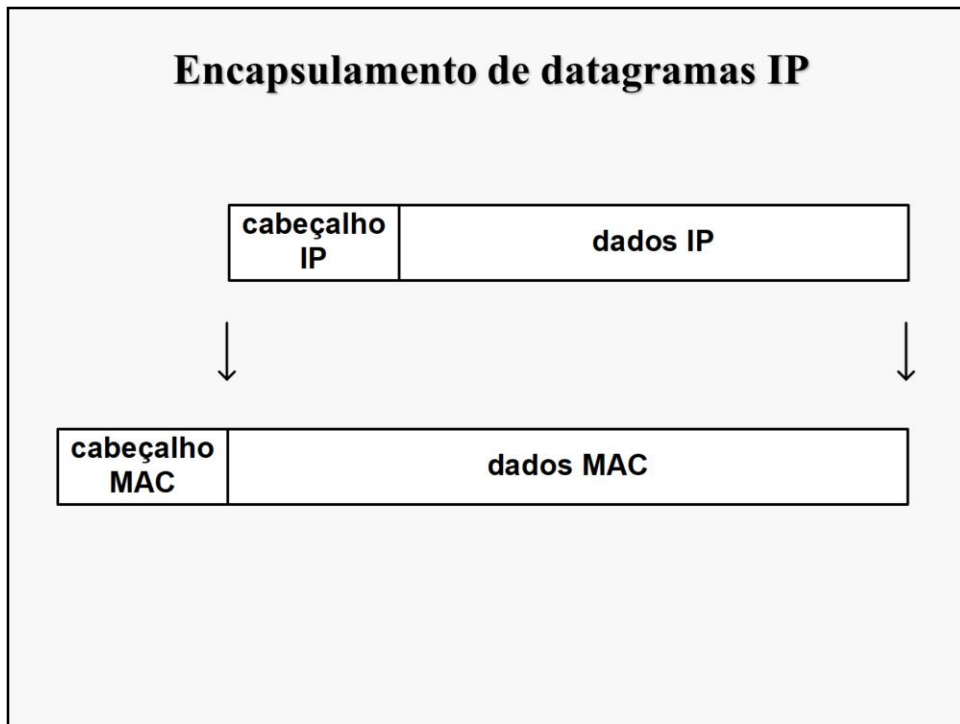 Encapsulamento de datagramas IP
cabeçalho
IP
dados IP
cabeçalho
MAC
dados MAC